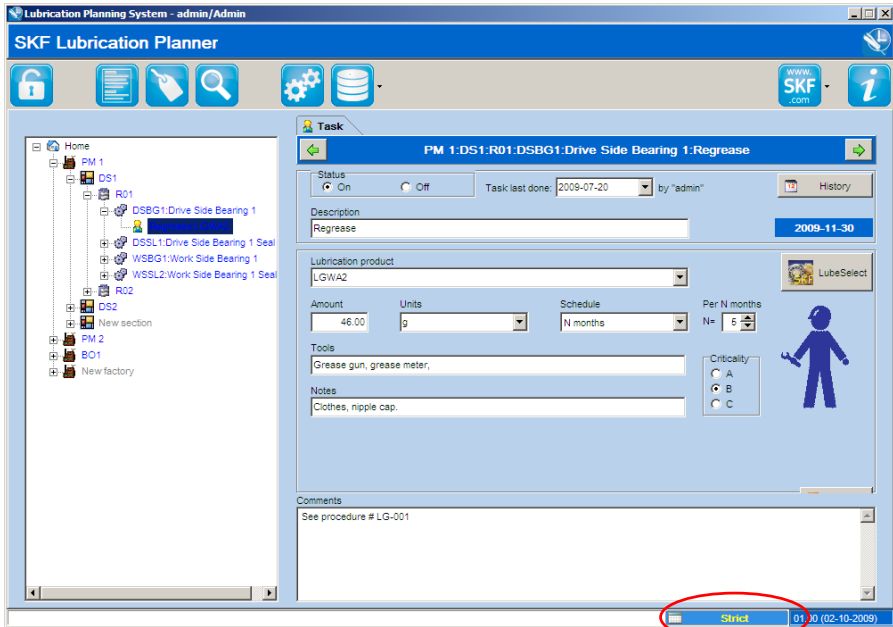 Lubrication Planning System - admin/Admin
SKF Lubrication Planner
www.
SKF
.com
i
Home
PM 1
DS1
R01
DSBG1:Drive Side Bearing 1
DSSL1:Drive Side Bearing 1 Seal
WSBG1:Work Side Bearing 1
WSSL2:Work Side Bearing 1 Seal
R02
DS2
New section
PM 2
BO1
New factory
Task
PM 1:DS1:R01:DSBG1:Drive Side Bearing 1:Regrease
Status
On Off
Task last done: 2009-07-20 by "admin"
12 History
Description
Regrease
2009-11-30
Lubrication product
LGWA2
LubeSelect
Amount Units Schedule Per N months
46.00 g N months N= 5
Tools
Grease gun, grease meter,
Criticality
A
B
C
Notes
Clothes, nipple cap.
Comments
See procedure # LG-001
Strict 01.00 (02-10-2009)